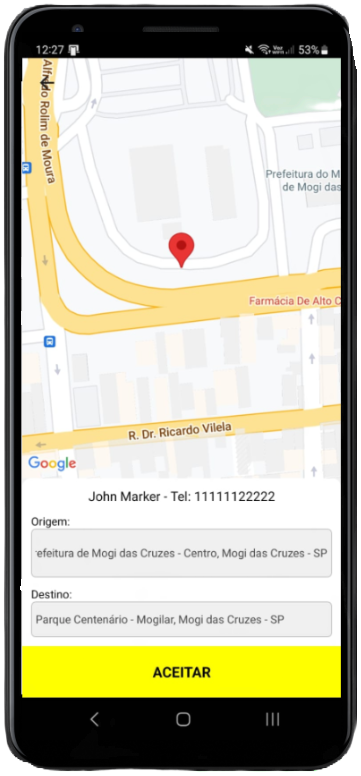 12:27
53%
Alfredo Rolim de Moura
Prefeitura do M
de Mogi das
Farmácia De Alto C
R. Dr. Ricardo Vilela
Google
John Marker - Tel: 11111122222
Origem:
refeitura de Mogi das Cruzes - Centro, Mogi das Cruzes - SP
Destino:
Parque Centenário - Mogilar, Mogi das Cruzes - SP
ACEITAR